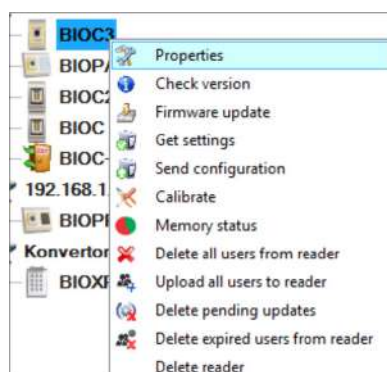 BIOC3
Properties
Check version
BIOC2
Firmware update
BIOC
Get settings
BIOC-
Send configuration
192.168.1.
Calibrate
Memory status
Konvertor
Delete all users from reader
Upload all users to reader
Delete pending updates
Delete expired users from reader
Delete reader